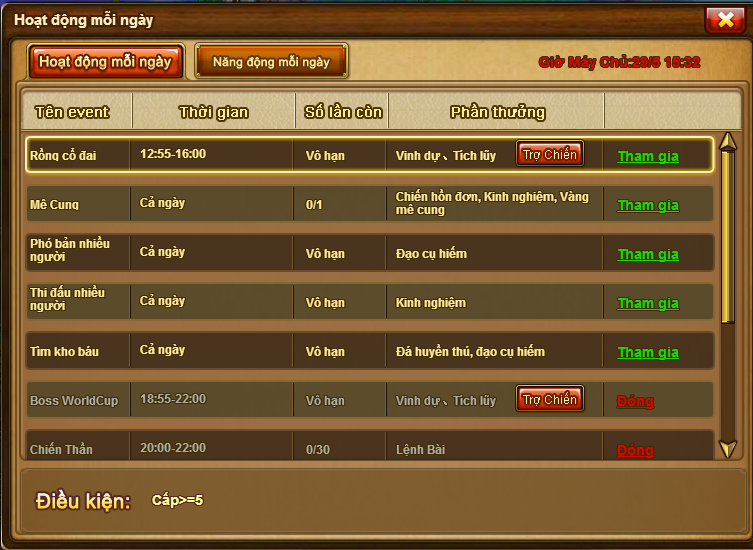 Hoạt động mỗi ngày
Hoạt động mỗi ngày Năng động mỗi ngày Giờ Máy Chủ:29/5 15:32
Tên event Thời gian Số lần còn Phần thưởng
Rồng cổ đại 12:55-16:00 Vô hạn Vinh dự、Tích lũy Trợ Chiến Tham gia
Mê Cung Cả ngày 0/1 Chiến hồn đơn, Kinh nghiệm, Vàng
mê cung Tham gia
Phó bản nhiều
người Cả ngày Vô hạn Đạo cụ hiếm Tham gia
Thi đấu nhiều
người Cả ngày Vô hạn Kinh nghiệm Tham gia
Tìm kho báu Cả ngày Vô hạn Đá huyền thú, đạo cụ hiếm Tham gia
Boss WorldCup 18:55-22:00 Vô hạn Vinh dự、Tích lũy Trợ Chiến Đóng
Chiến Thần 20:00-22:00 0/30 Lệnh Bài Đóng
Điều kiện: Cấp>=5